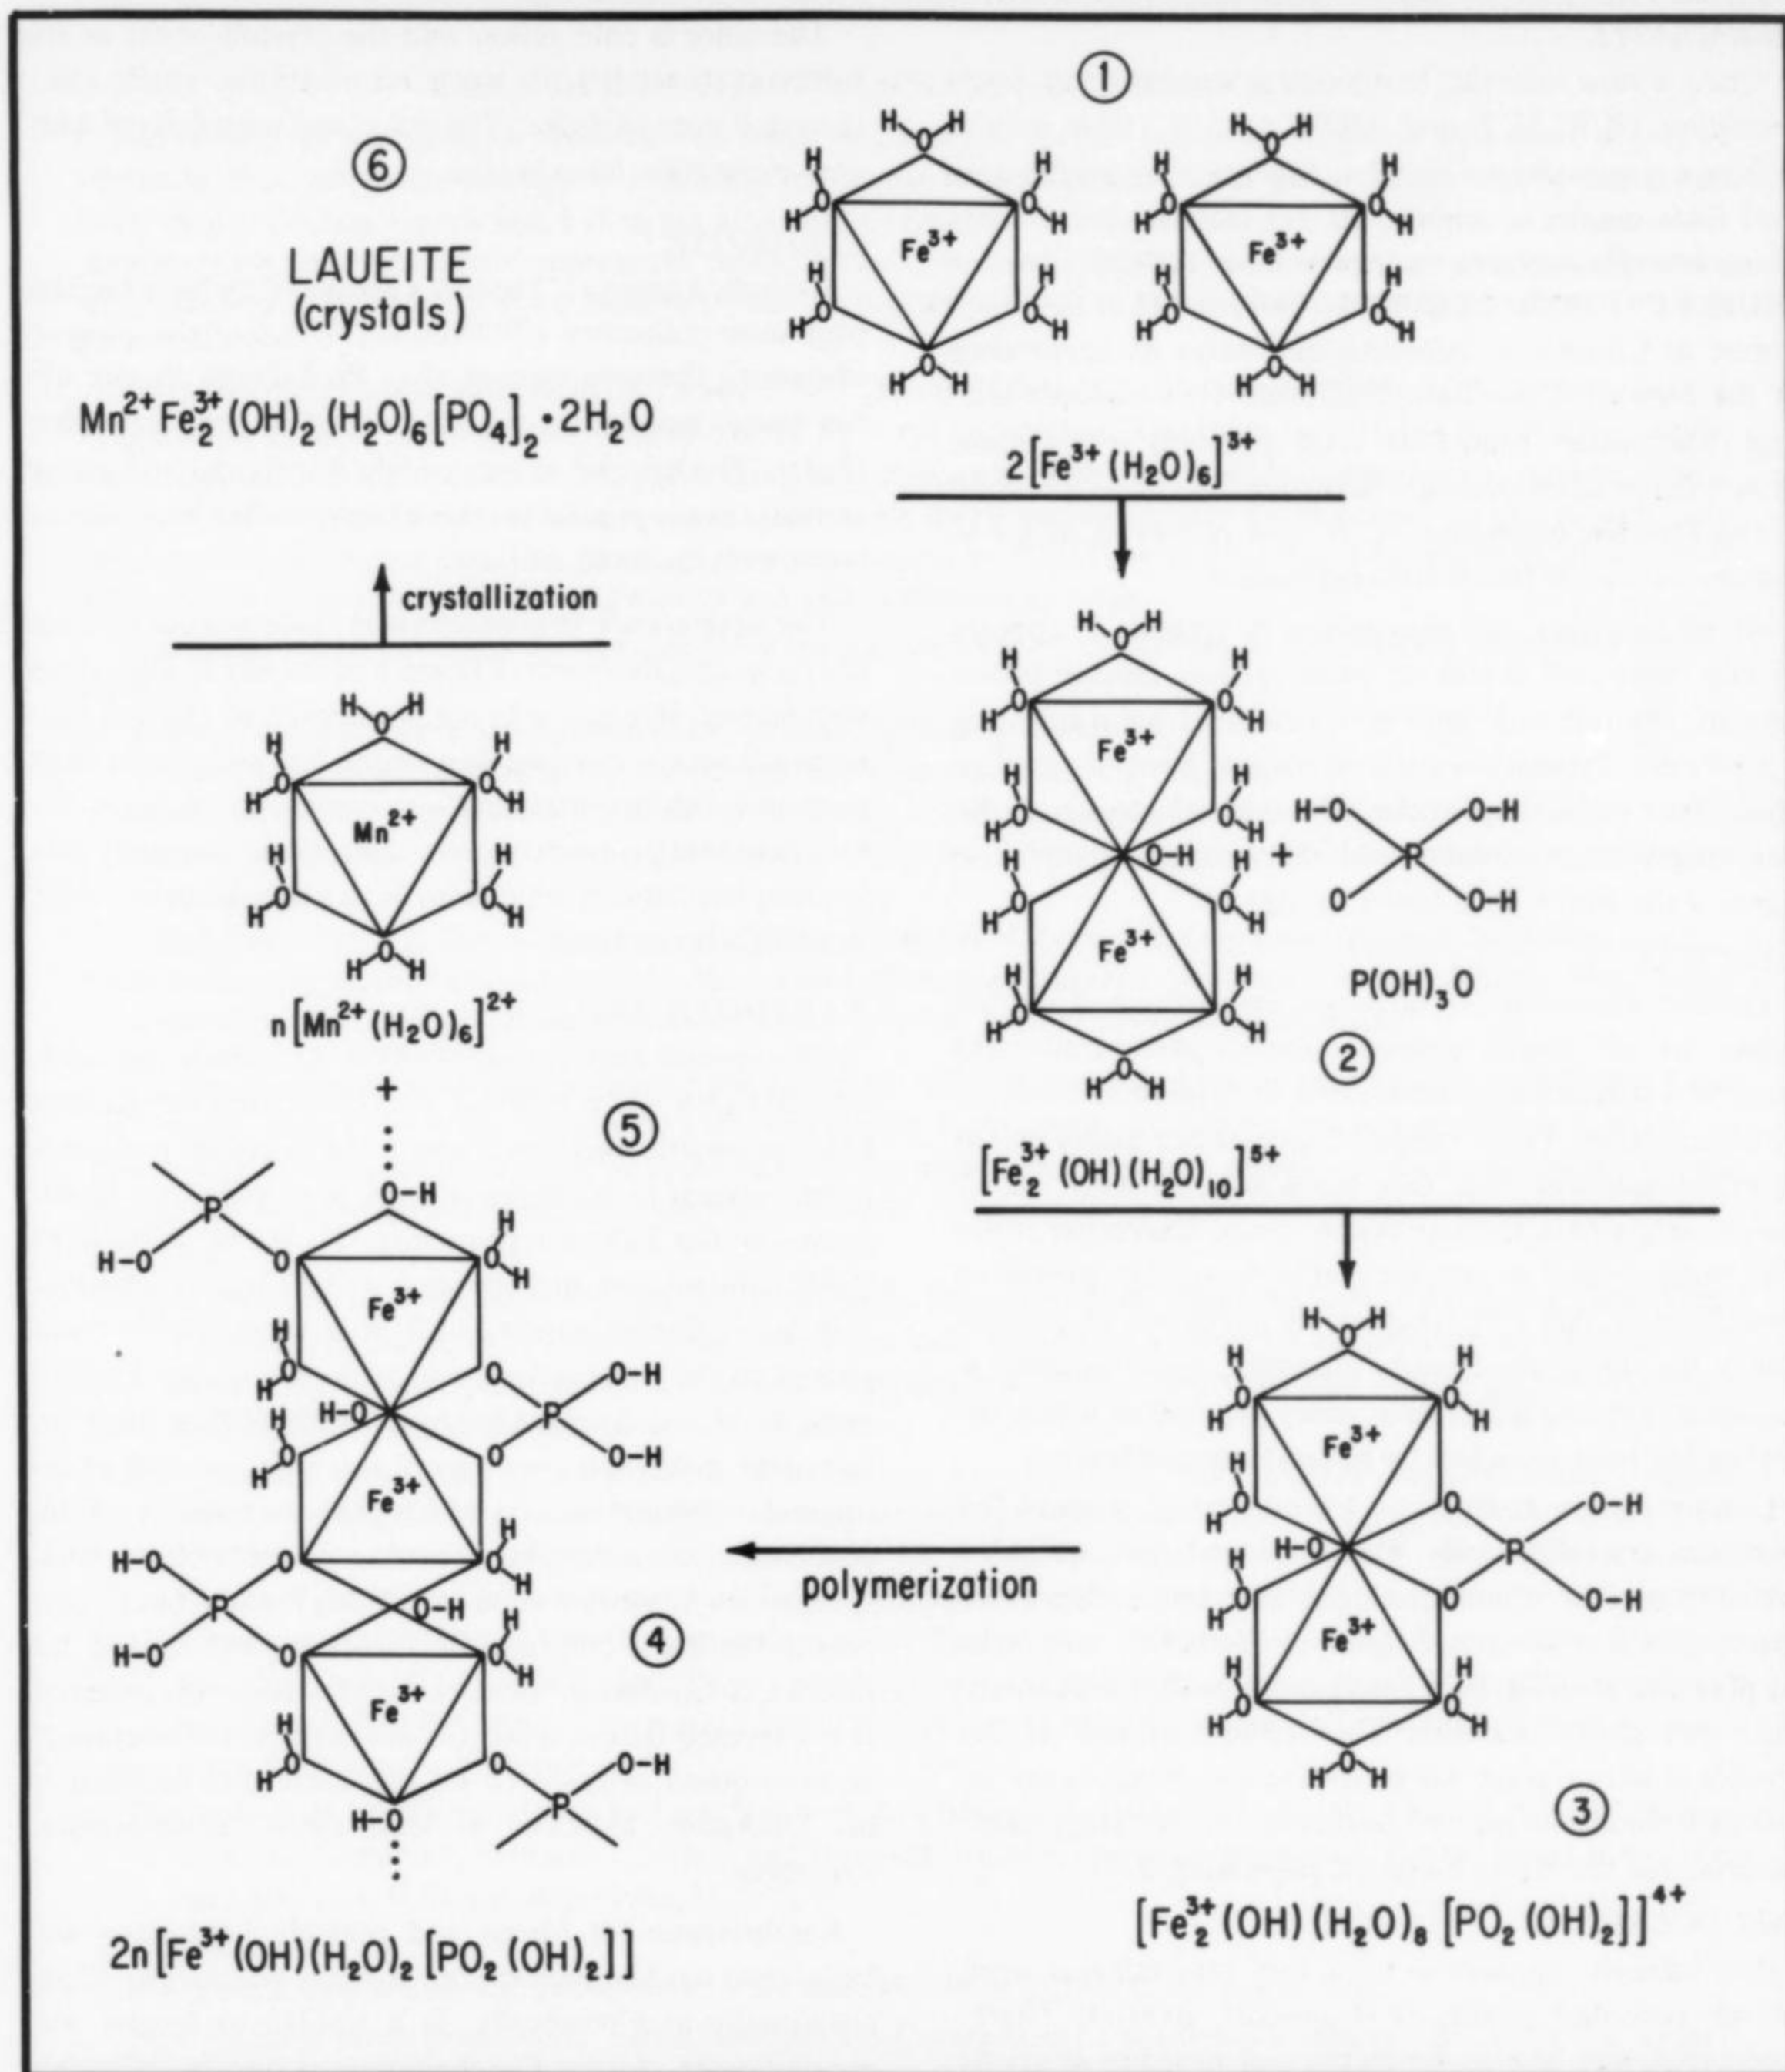 ①
H H
H O H
H O O H
Fe³⁺
H H
H O O H
O
H H
H H
H O H
H O O H
Fe³⁺
H H
H O O H
O
H H
2[Fe³⁺(H₂O)₆]³⁺
H H
H O H
H O O H
Fe³⁺
H H
H O O H
O-H
H H
H O O H
Fe³⁺
H H
H O O H
O
H H
+
H-O O-H
P
O O-H
P(OH)₃O
②
[Fe₂³⁺(OH)(H₂O)₁₀]⁵⁺
H H
H O H
H O O H
Fe³⁺
H
H O O O-H
H-O P
H
H O O O-H
Fe³⁺
H H
H O O H
O
H H
③
[Fe₂³⁺(OH)(H₂O)₈[PO₂(OH)₂]]⁴⁺
polymerization
④
O-H
P H
H-O O O H
Fe³⁺
H
H O O O-H
H-O P
H
H O O O-H
Fe³⁺
H
H-O O O H
P O-H
H
H-O O O H
Fe³⁺
H
H O O O-H
H-O P
2n[Fe³⁺(OH)(H₂O)₂[PO₂(OH)₂]]
⑤
+
H H
H O H
H O O H
Mn²⁺
H H
H O O H
O
H H
n[Mn²⁺(H₂O)₆]²⁺
crystallization
⑥
LAUEITE
(crystals)
Mn²⁺Fe₂³⁺(OH)₂(H₂O)₆[PO₄]₂·2H₂O